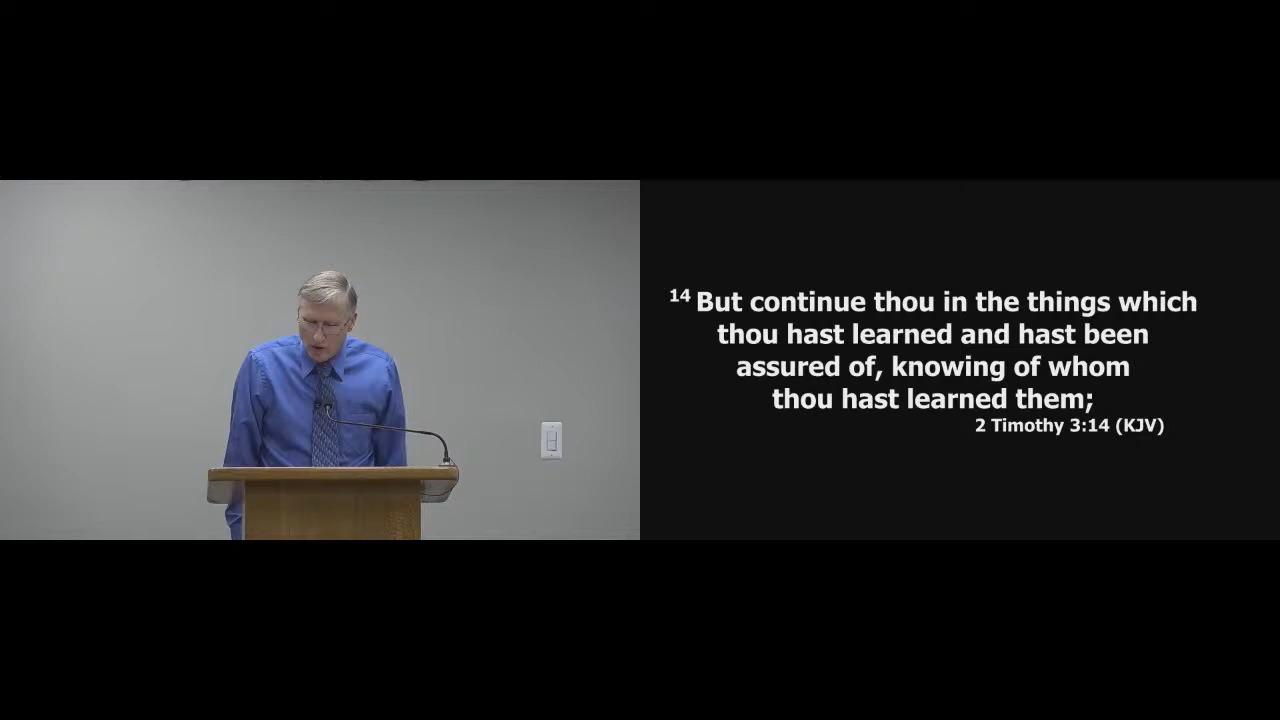 14 But continue thou in the things which
thou hast learned and hast been
assured of, knowing of whom
thou hast learned them;
2 Timothy 3:14 (KJV)